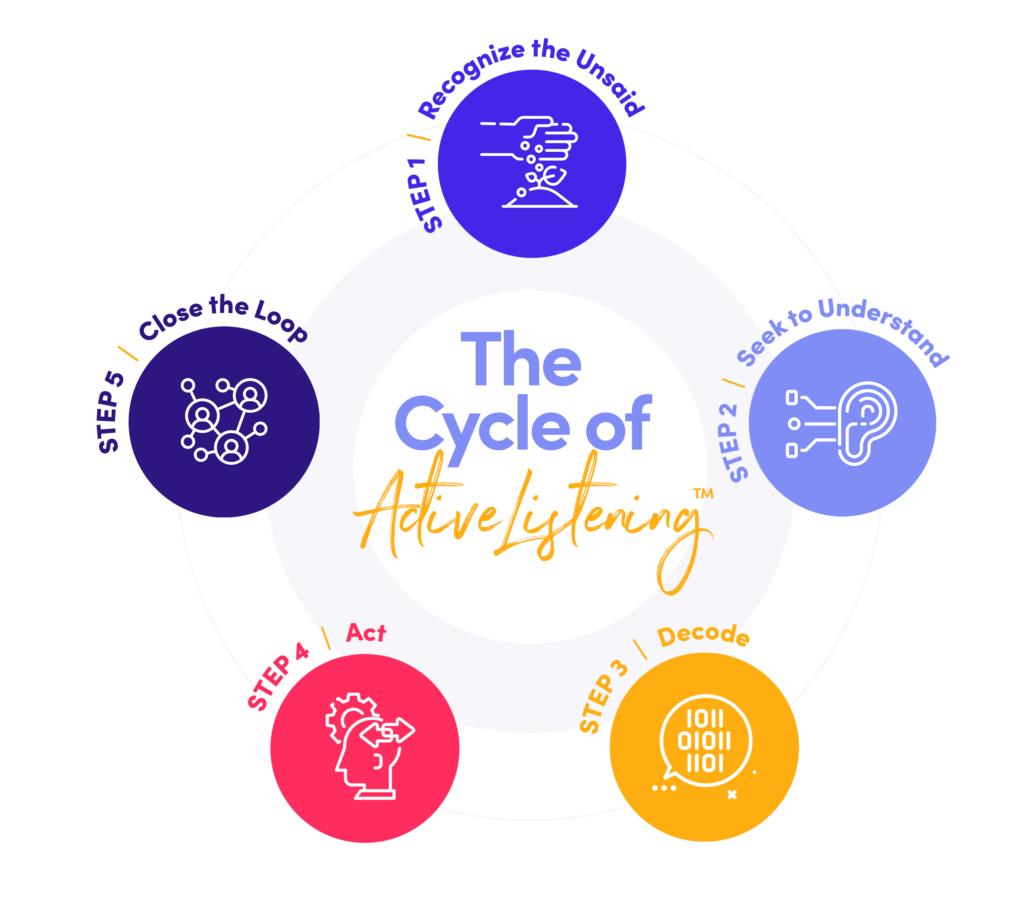 The
Cycle of
Active Listening™
STEP 1 / Recognize the Unsaid
STEP 2 / Seek to Understand
STEP 3 / Decode
1011
01011
1101
STEP 4 / Act
STEP 5 / Close the Loop